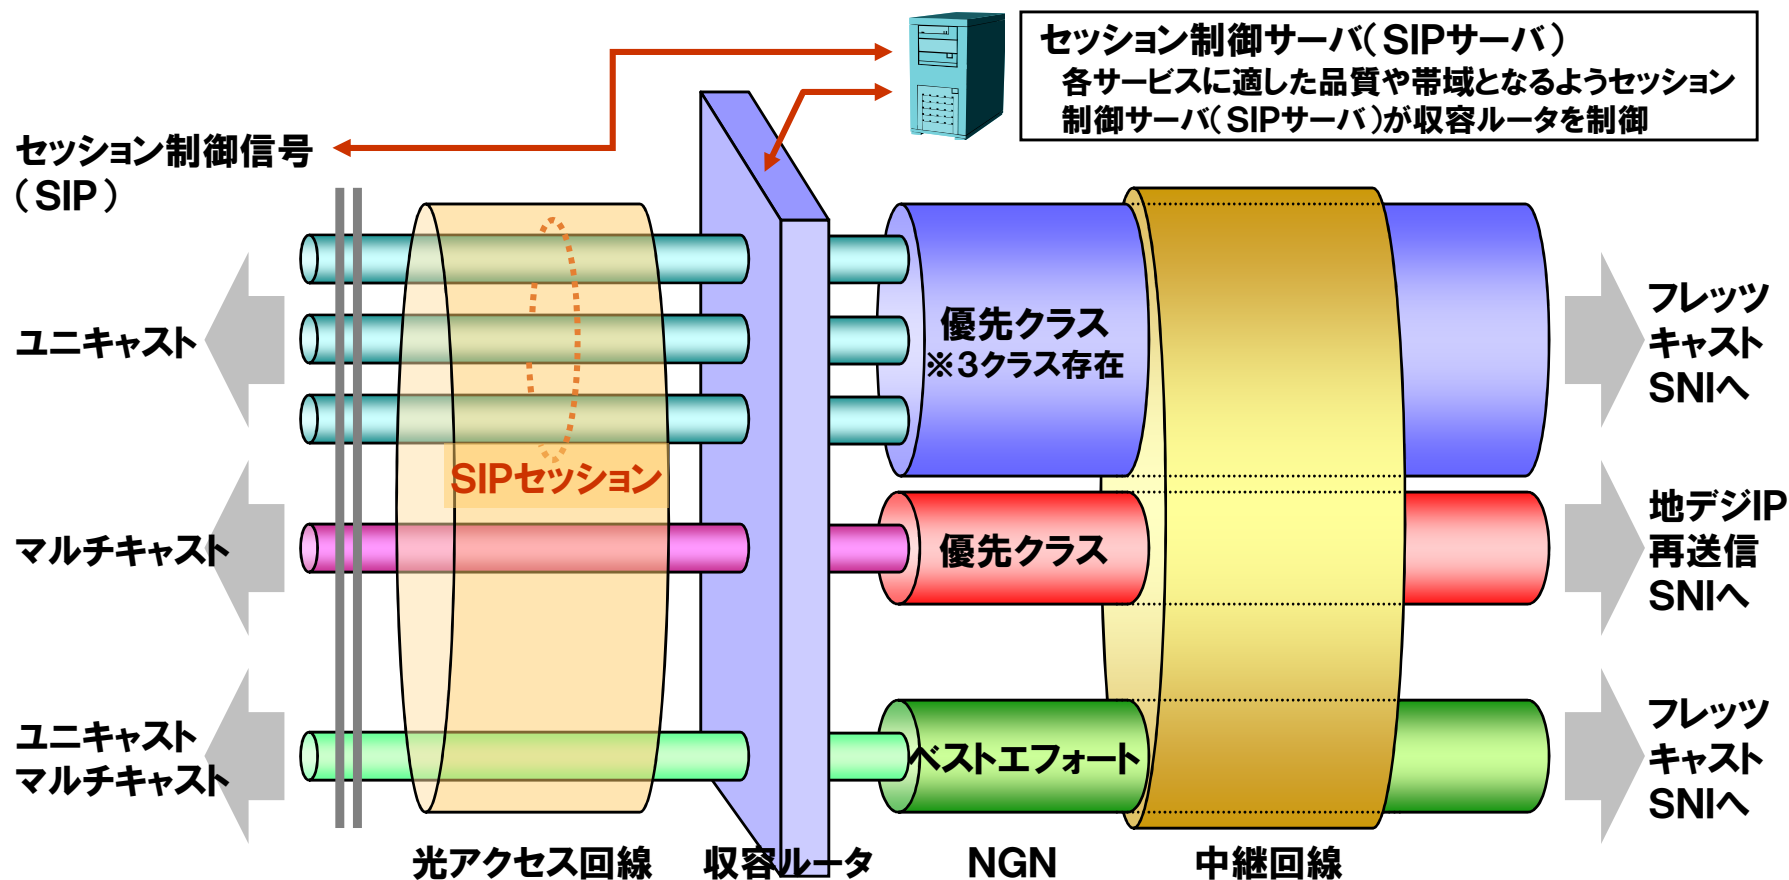 セッション制御サーバ(SIPサーバ)
各サービスに適した品質や帯域となるようセッション
制御サーバ(SIPサーバ)が収容ルータを制御
セッション制御信号
(SIP)
ユニキャスト
マルチキャスト
ユニキャスト
マルチキャスト
SIPセッション
優先クラス
※3クラス存在
優先クラス
ベストエフォート
フレッツ
キャスト
SNIへ
地デジIP
再送信
SNIへ
フレッツ
キャスト
SNIへ
光アクセス回線
収容ルータ
NGN
中継回線